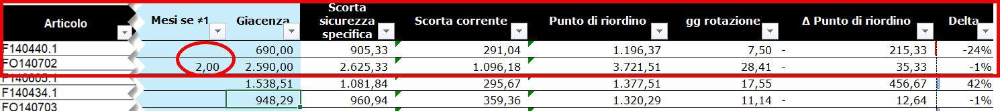 Articolo Mesi se ≠1 Giacenza Scorta sicurezza specifica Scorta corrente Punto di riordino gg rotazione Δ Punto di riordino Delta
F140440.1 690,00 905,33 291,04 1.196,37 7,50 - 215,33 -24%
FO140702 2,00 2.590,00 2.625,33 1.096,18 3.721,51 28,41 - 35,33 -1%
F140605.1 1.538,51 1.081,84 295,67 1.377,51 17,55 456,67 42%
F140434.1 948,29 960,94 359,36 1.320,29 11,14 - 12,64 -1%
FO140703